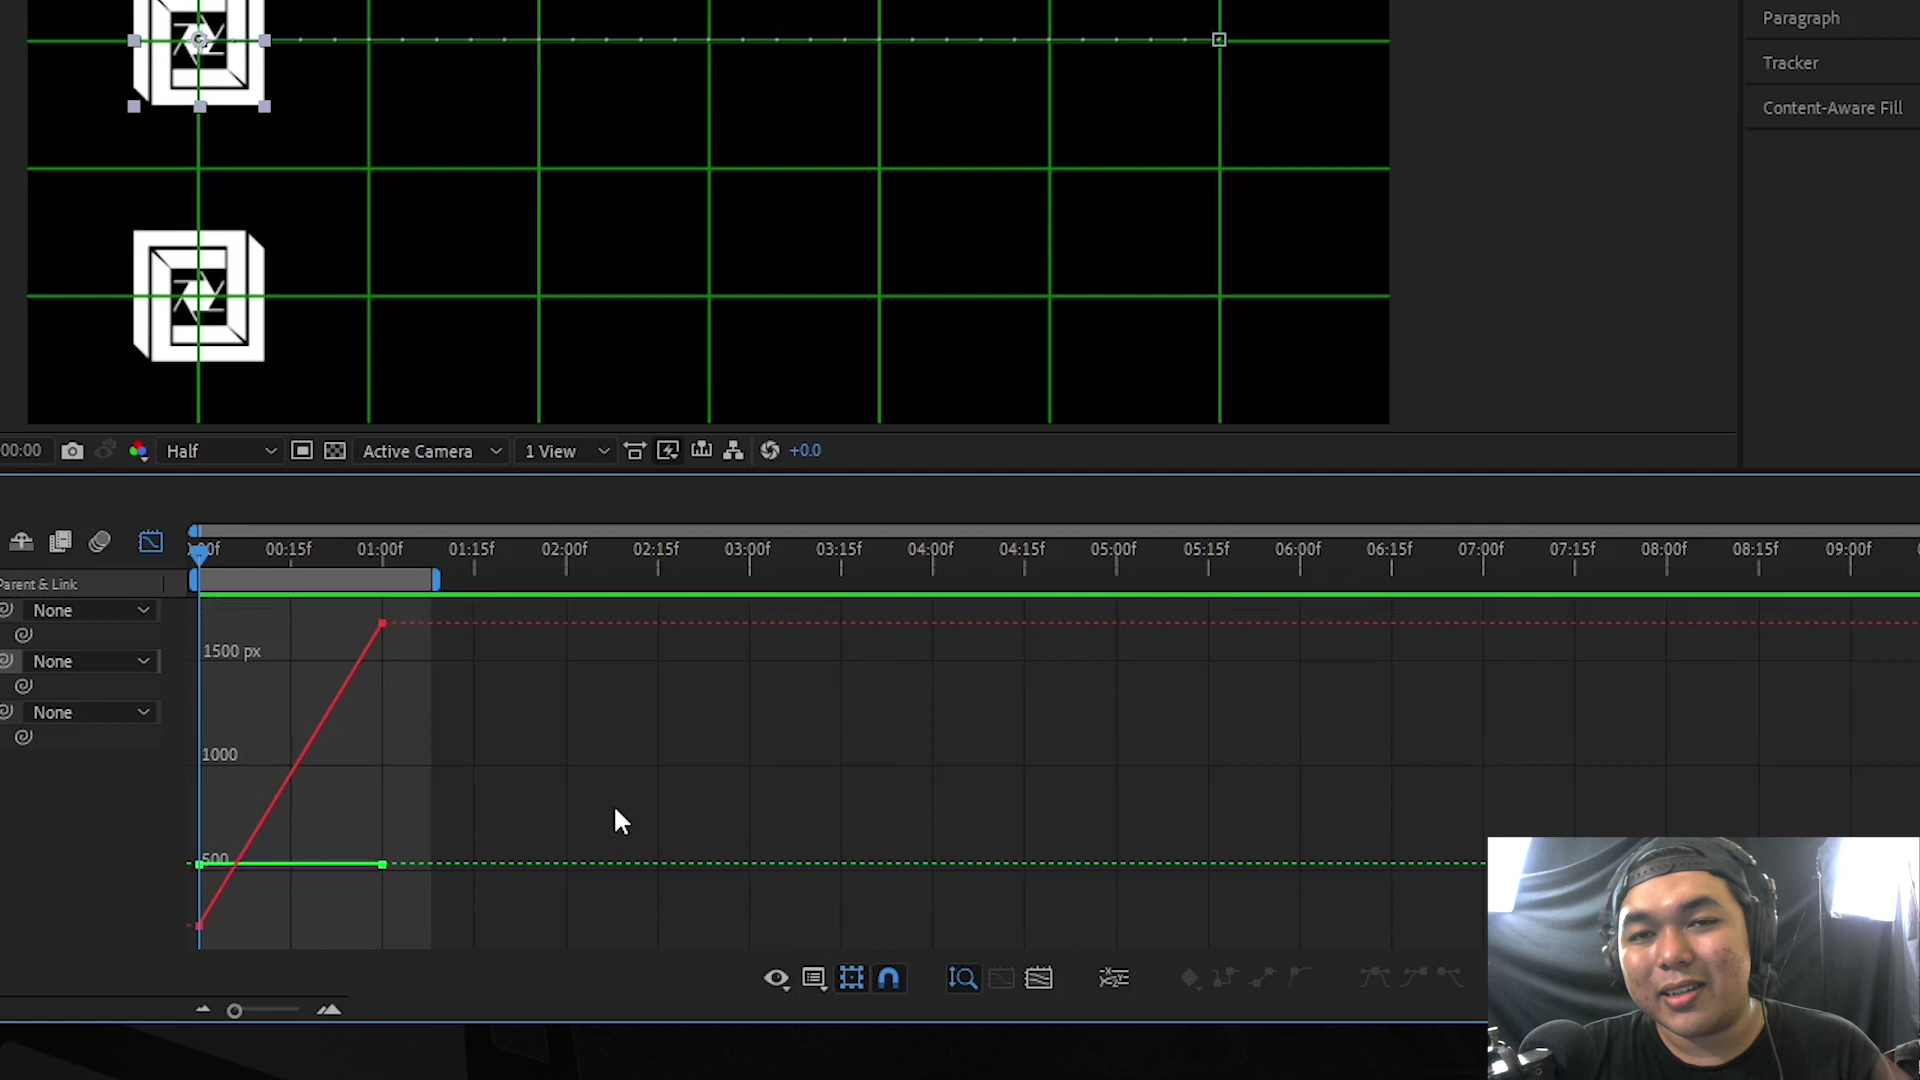 Paragraph
Tracker
Content-Aware Fill
00:00
Half
Active Camera
1 View
+0.0
00f 00:15f 01:00f 01:15f 02:00f 02:15f 03:00f 03:15f 04:00f 04:15f 05:00f 05:15f 06:00f 06:15f 07:00f 07:15f 08:00f 08:15f 09:00f
Parent & Link
None
1500 px
None
None
1000
500